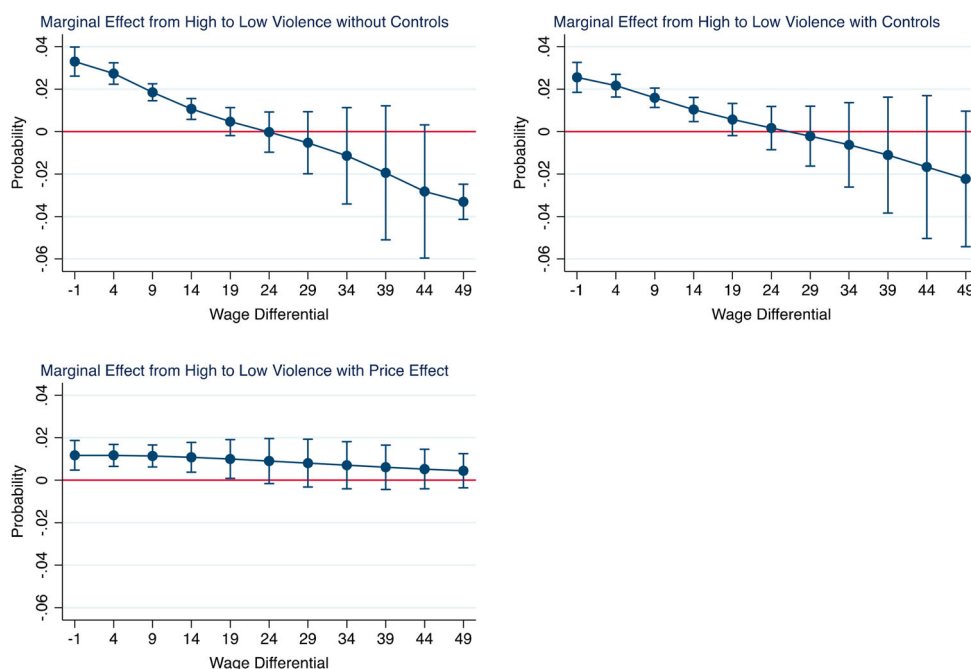 Marginal Effect from High to Low Violence without Controls
.04
.02
0
-.02
-.04
-.06
Probability
-1 4 9 14 19 24 29 34 39 44 49
Wage Differential
Marginal Effect from High to Low Violence with Controls
.04
.02
0
-.02
-.04
-.06
Probability
-1 4 9 14 19 24 29 34 39 44 49
Wage Differential
Marginal Effect from High to Low Violence with Price Effect
.04
.02
0
-.02
-.04
-.06
Probability
-1 4 9 14 19 24 29 34 39 44 49
Wage Differential